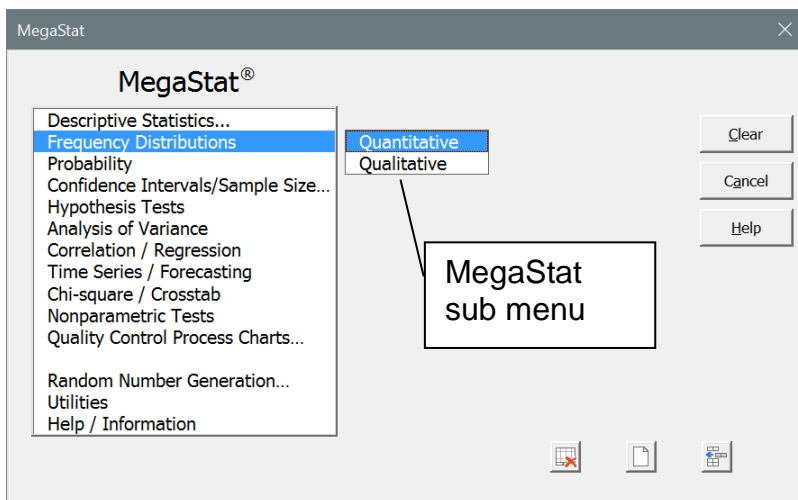 MegaStat
MegaStat®
Descriptive Statistics...
Frequency Distributions
Probability
Confidence Intervals/Sample Size...
Hypothesis Tests
Analysis of Variance
Correlation / Regression
Time Series / Forecasting
Chi-square / Crosstab
Nonparametric Tests
Quality Control Process Charts...
Random Number Generation...
Utilities
Help / Information
Quantitative
Qualitative
MegaStat
sub menu
Clear
Cancel
Help